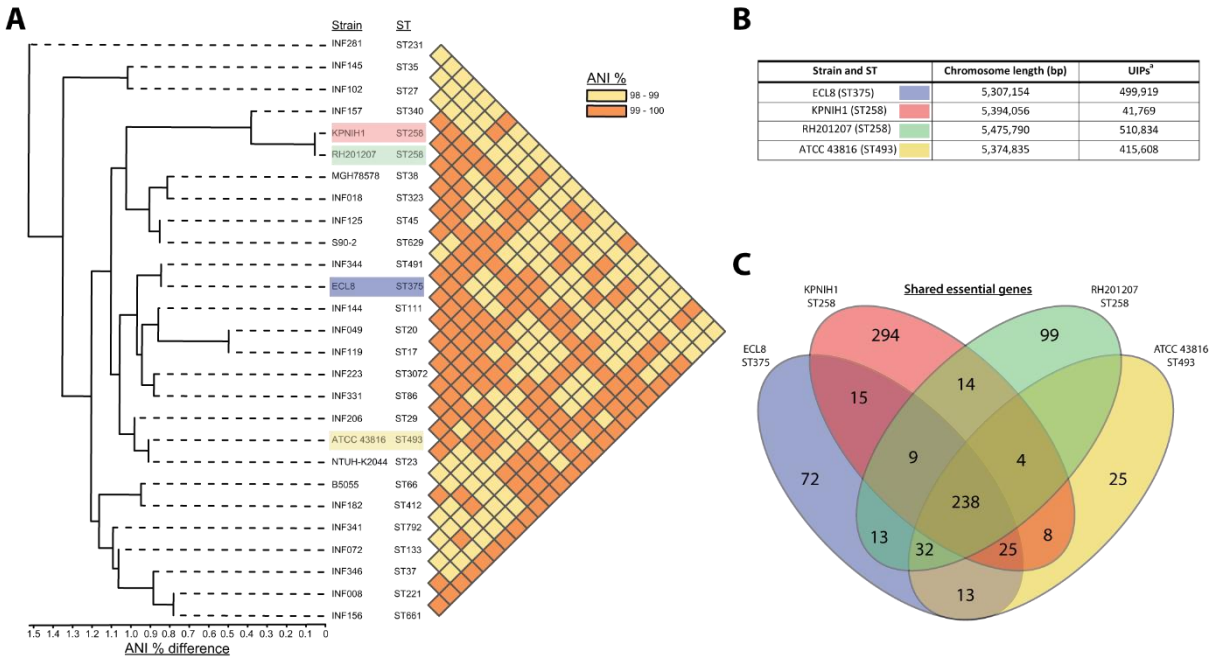 A
Strain ST
INF281 ST231
INF145 ST35
INF102 ST27
INF157 ST340
KPNIH1 ST258
RH201207 ST258
MGH78578 ST38
INF018 ST323
INF125 ST45
S90-2 ST629
INF344 ST491
ECL8 ST375
INF144 ST111
INF049 ST20
INF119 ST17
INF223 ST3072
INF331 ST86
INF206 ST29
ATCC 43816 ST493
NTUH-K2044 ST23
B5055 ST66
INF182 ST412
INF341 ST792
INF072 ST133
INF346 ST37
INF008 ST221
INF156 ST661
1.5 1.4 1.3 1.2 1.1 1.0 0.9 0.8 0.7 0.6 0.5 0.4 0.3 0.2 0.1 0
ANI % difference
ANI %
98 - 99
99 - 100
B
Strain and ST Chromosome length (bp) UIPsᵃ
ECL8 (ST375) 5,307,154 499,919
KPNIH1 (ST258) 5,394,056 41,769
RH201207 (ST258) 5,475,790 510,834
ATCC 43816 (ST493) 5,374,835 415,608
C
Shared essential genes
KPNIH1
ST258
RH201207
ST258
ECL8
ST375
ATCC 43816
ST493
294
99
14
15
9
4
72
25
238
13
32
25
8
13